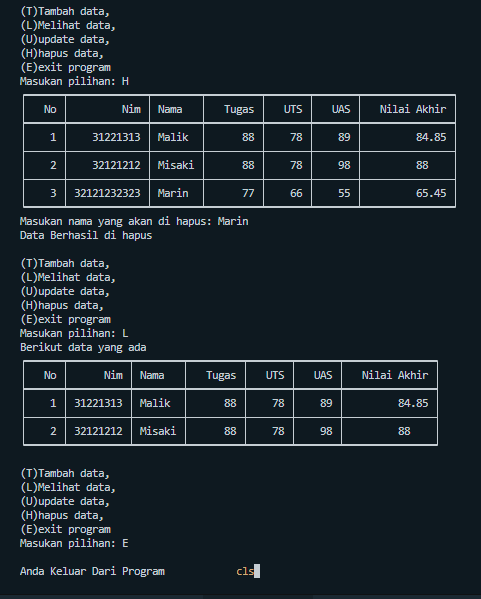 (T)Tambah data,
(L)Melihat data,
(U)update data,
(H)hapus data,
(E)exit program
Masukan pilihan: H
No Nim Nama Tugas UTS UAS Nilai Akhir
1 31221313 Malik 88 78 89 84.85
2 32121212 Misaki 88 78 98 88
3 32121232323 Marin 77 66 55 65.45
Masukan nama yang akan di hapus: Marin
Data Berhasil di hapus
(T)Tambah data,
(L)Melihat data,
(U)update data,
(H)hapus data,
(E)exit program
Masukan pilihan: L
Berikut data yang ada
No Nim Nama Tugas UTS UAS Nilai Akhir
1 31221313 Malik 88 78 89 84.85
2 32121212 Misaki 88 78 98 88
(T)Tambah data,
(L)Melihat data,
(U)update data,
(H)hapus data,
(E)exit program
Masukan pilihan: E
Anda Keluar Dari Program cls